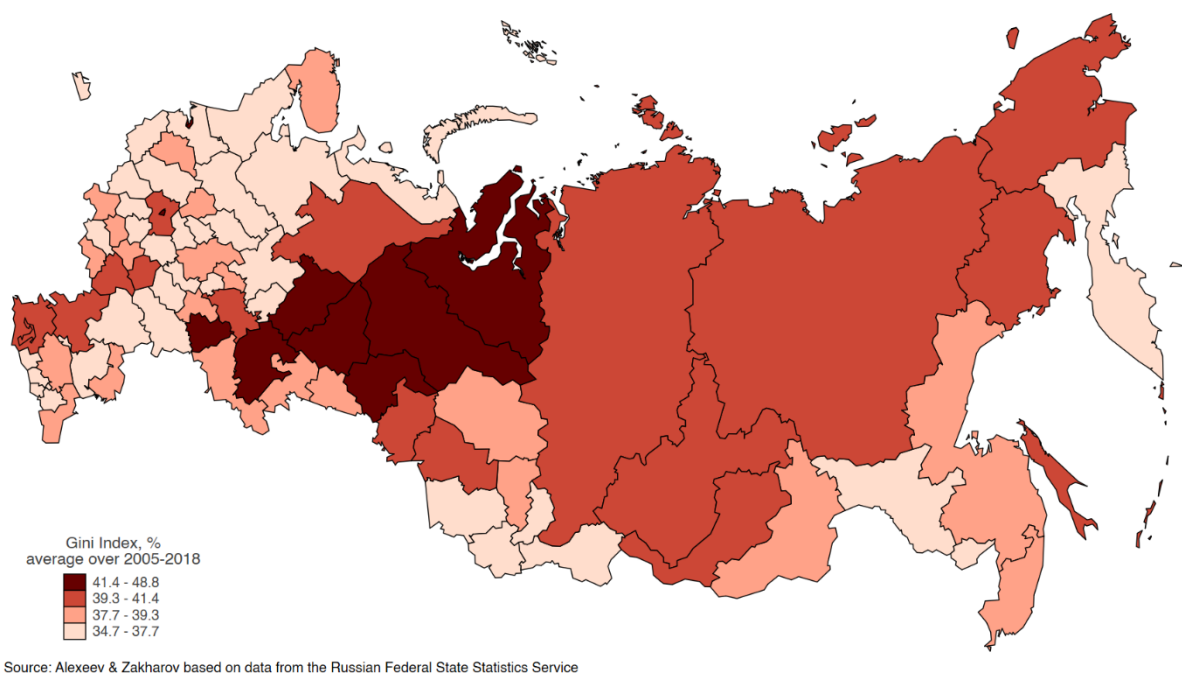 Gini Index, %
average over 2005-2018
41.4 - 48.8
39.3 - 41.4
37.7 - 39.3
34.7 - 37.7
Source: Alexeev & Zakharov based on data from the Russian Federal State Statistics Service